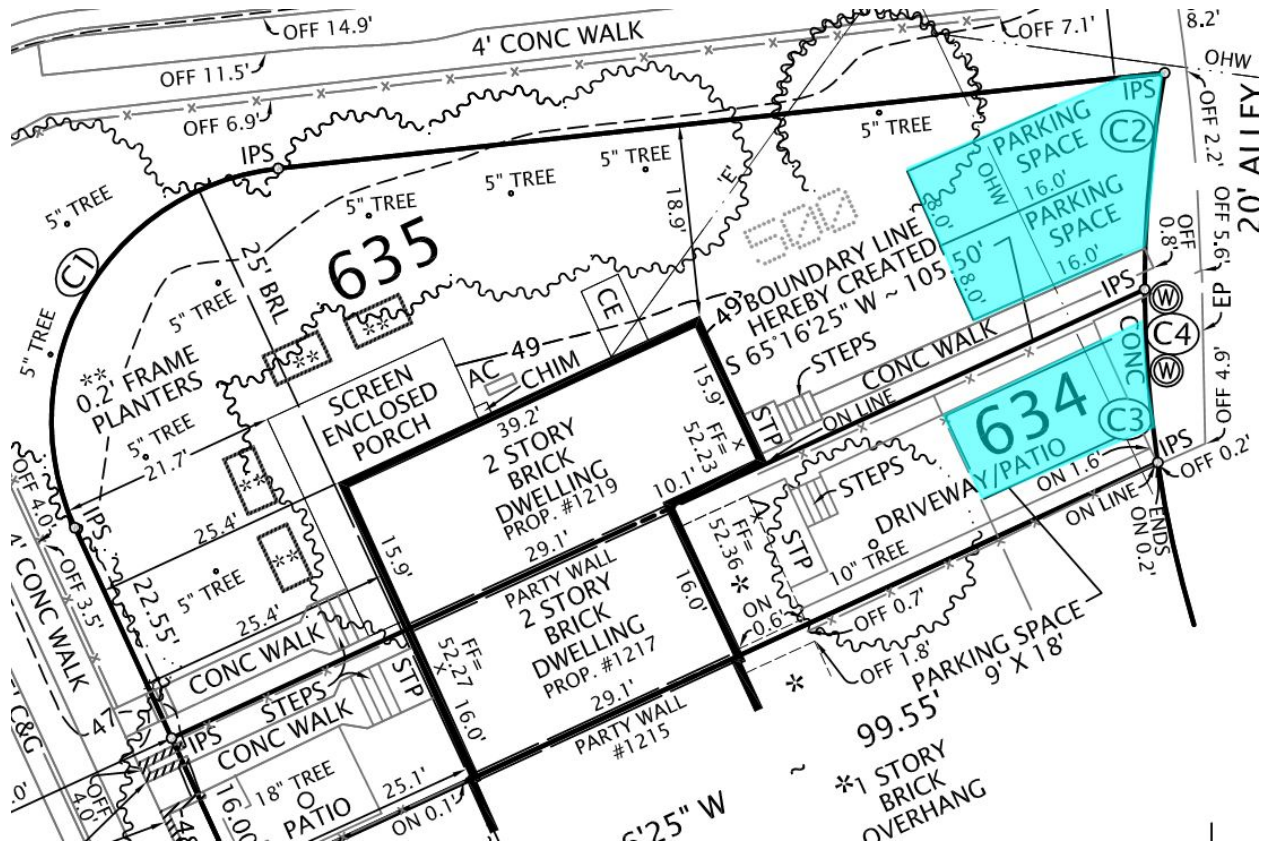 OFF 14.9'
4' CONC WALK
OFF 7.1'
8.2'
OHW
OFF 11.5'
OFF 6.9'
IPS
5" TREE
5" TREE
5" TREE
5" TREE
5" TREE
IPS
PARKING
SPACE
C2
OFF 2.2'
20' ALLEY
OHW
16.0'
PARKING
SPACE
16.0'
8.0'
8.0'
C1
25' BRL
635
18.9'
'E'
500
BOUNDARY LINE
HEREBY CREATED
S 65°16'25" W ~ 105.50'
OFF
0.8'
OFF 5.6'
EP
IPS
W
C4
W
5" TREE
5" TREE
**
0.2' FRAME
PLANTERS
**
**
CE
49
49
AC
CHIM
SCREEN
ENCLOSED
PORCH
STEPS
CONC WALK
CONC
OFF 4.9'
5" TREE
21.7'
39.2'
2 STORY
BRICK
DWELLING
PROP. #1219
15.9'
FF=
52.23
X
STP
ON LINE
634
C3
IPS
OFF 0.2'
DRIVEWAY/PATIO
ON 1.6'
ON LINE
ENDS
ON 0.2'
STEPS
STP
10" TREE
10.1'
**
**
25.4'
15.9'
29.1'
PARTY WALL
2 STORY
BRICK
DWELLING
PROP. #1217
29.1'
PARTY WALL
#1215
FF=
52.36
*
16.0'
ON
0.6'
OFF 0.7'
OFF 1.8'
PARKING SPACE
9' X 18'
OFF 4.0'
IPS
4' CONC WALK
OFF 3.5'
22.55'
5" TREE
25.4'
CONC WALK
STEPS
CONC WALK
STP
FF=
52.27
X
16.0'
47
IPS
C&G
OFF
4.0'
16.00
18" TREE
PATIO
25.1'
ON 0.1'
*
99.55'
~
*1 STORY
BRICK
OVERHANG
6'25" W